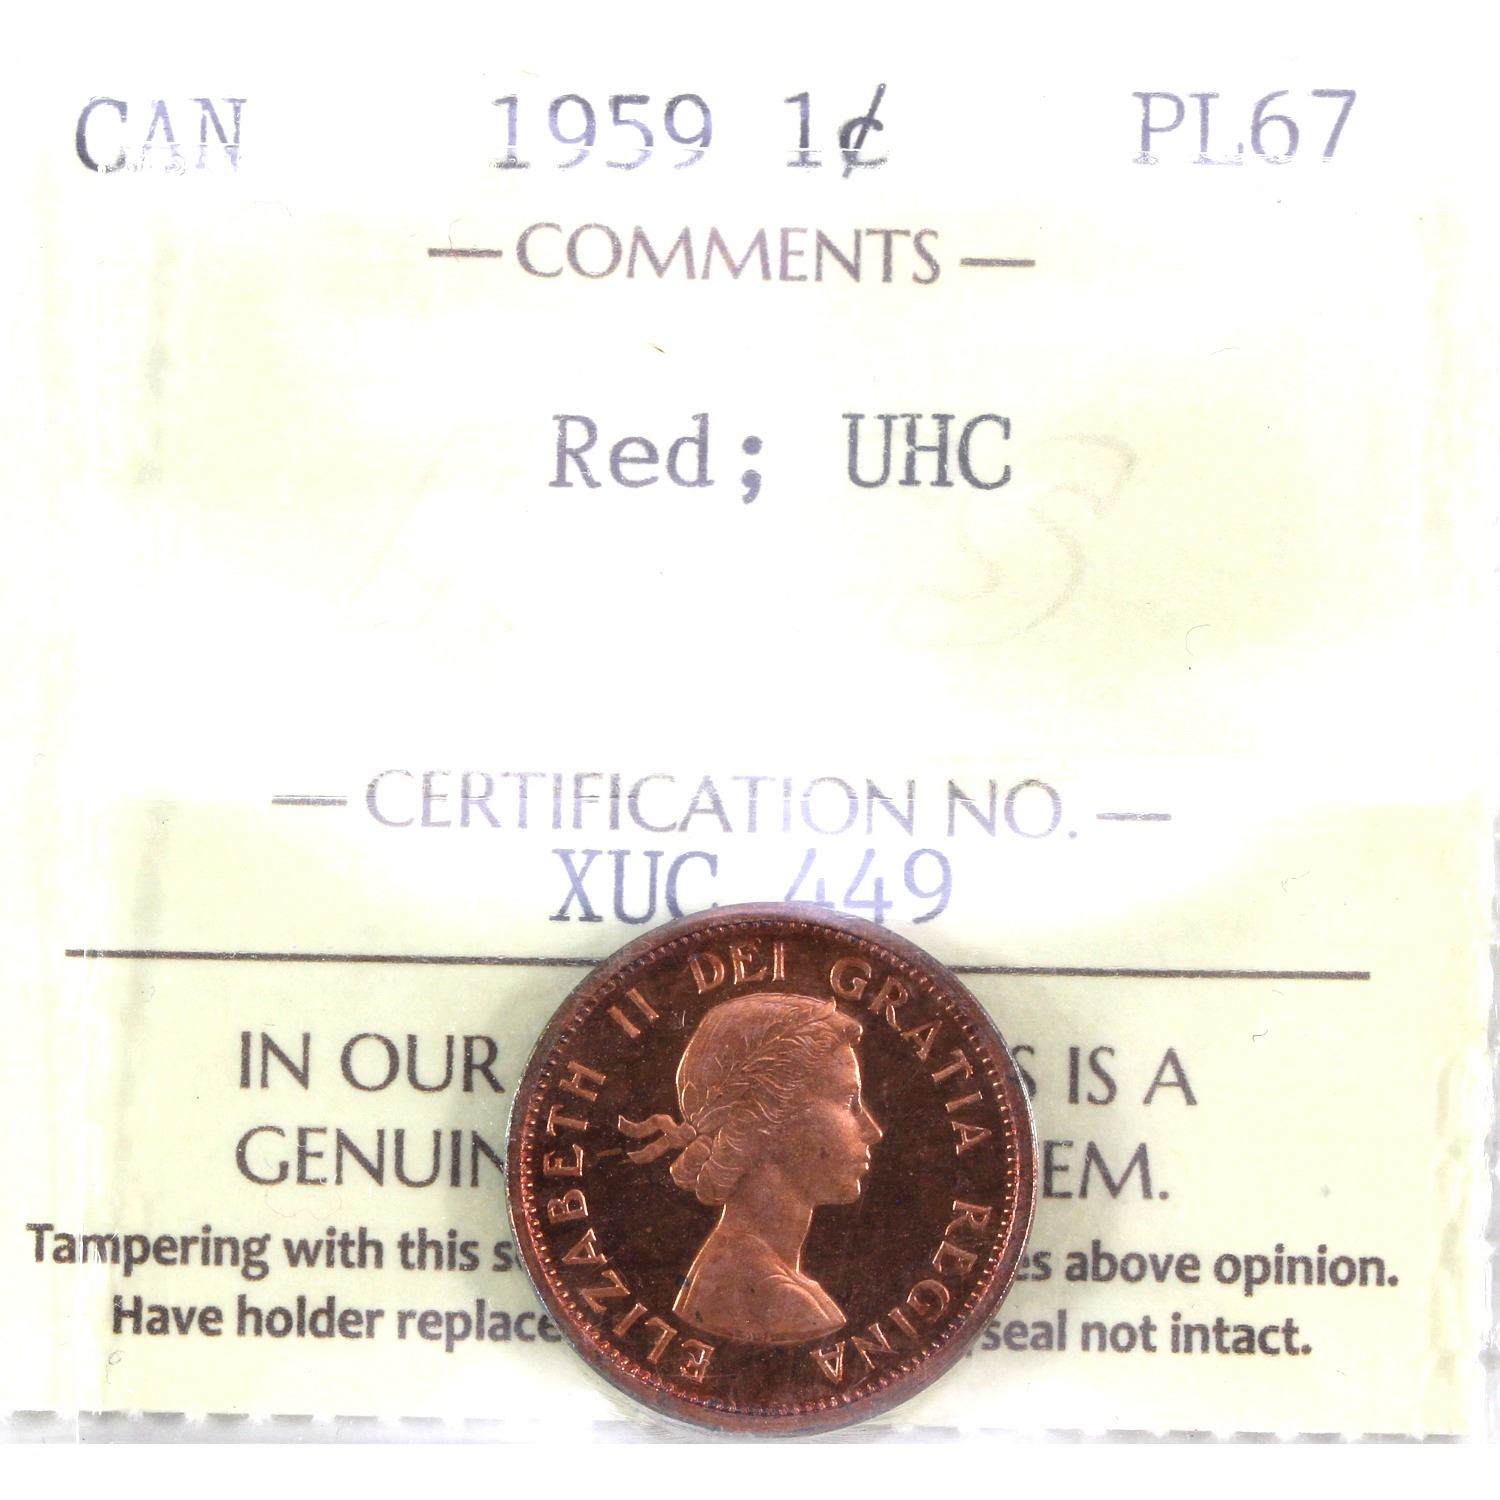 CAN 1959 1¢ PL67
— COMMENTS —
Red; UHC
— CERTIFICATION NO. —
XUC 449
IN OUR S IS A
GENUIN EM.
Tampering with this s es above opinion.
Have holder replace seal not intact.
ELIZABETH II DEI GRATIA REGINA